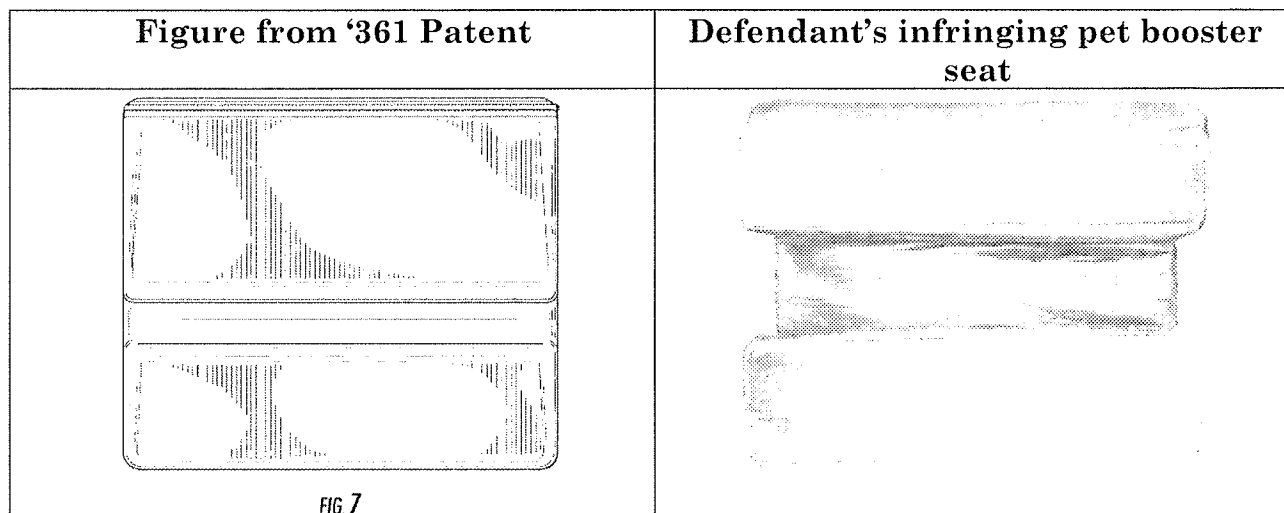 Figure from ‘361 Patent
Defendant’s infringing pet booster
seat
FIG. 7